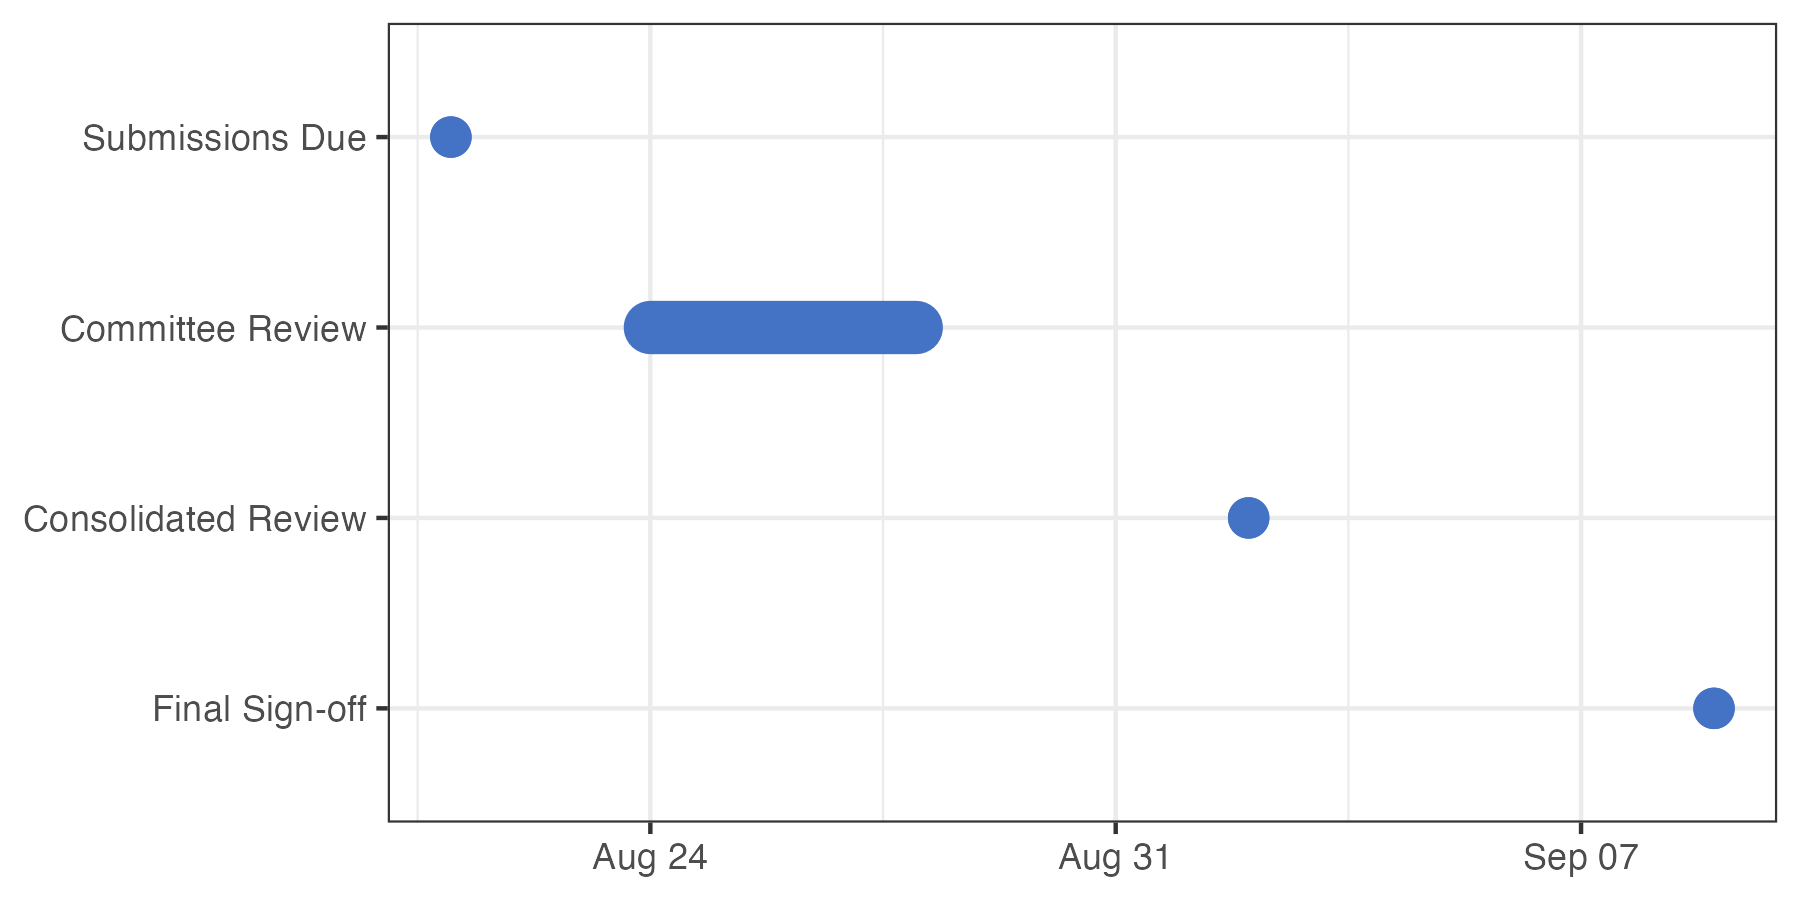 Submissions Due
Committee Review
Consolidated Review
Final Sign-off
Aug 24
Aug 31
Sep 07